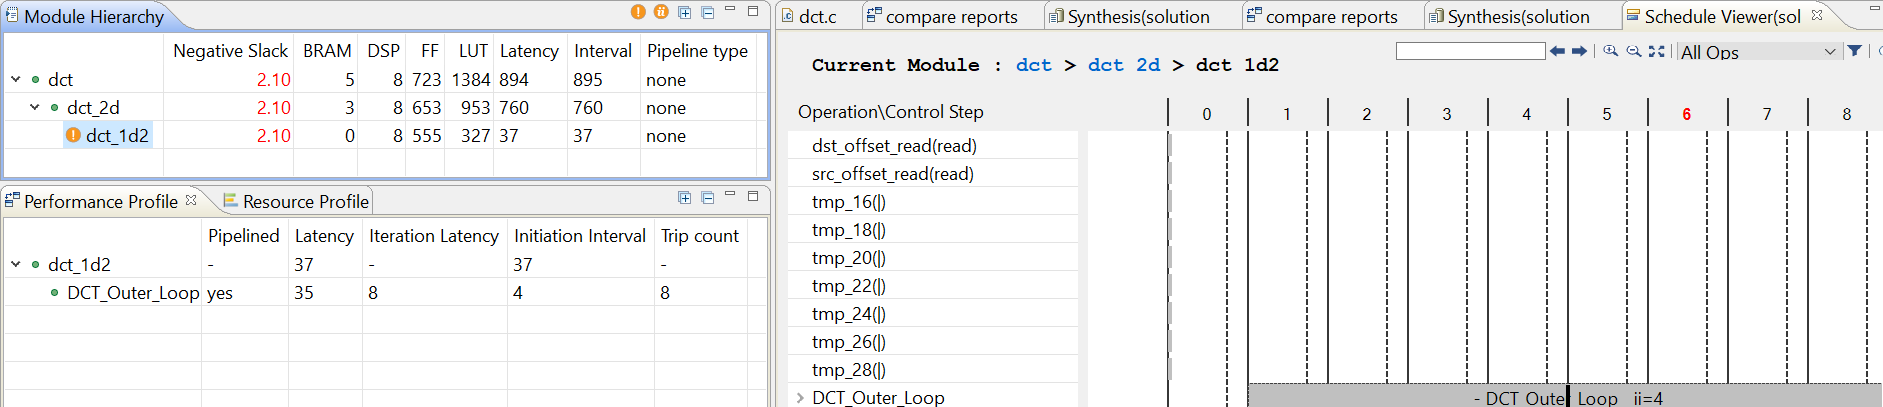 Module Hierarchy
Negative Slack BRAM DSP FF LUT Latency Interval Pipeline type
dct 2.10 5 8 723 1384 894 895 none
dct_2d 2.10 3 8 653 953 760 760 none
dct_1d2 2.10 0 8 555 327 37 37 none
Performance Profile Resource Profile
Pipelined Latency Iteration Latency Initiation Interval Trip count
dct_1d2 - 37 - 37 -
DCT_Outer_Loop yes 35 8 4 8
dct.c compare reports Synthesis(solution compare reports Synthesis(solution Schedule Viewer(sol
All Ops
Current Module : dct > dct 2d > dct 1d2
Operation\Control Step 0 1 2 3 4 5 6 7 8
dst_offset_read(read)
src_offset_read(read)
tmp_16(|)
tmp_18(|)
tmp_20(|)
tmp_22(|)
tmp_24(|)
tmp_26(|)
tmp_28(|)
DCT_Outer_Loop - DCT Outer Loop ii=4